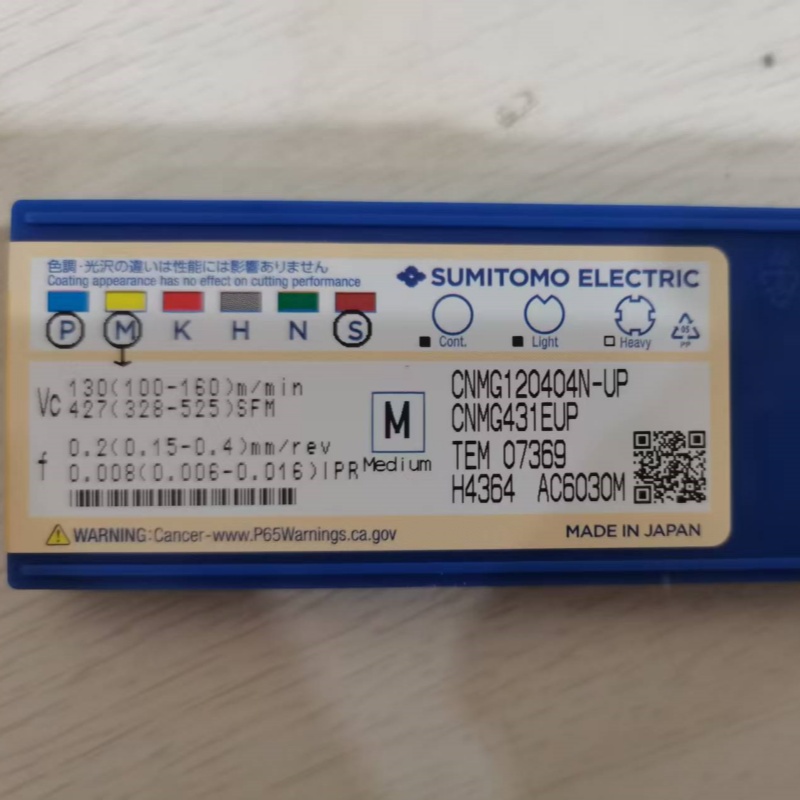 色調・光沢の違いは性能には影響ありません
Coating appearance has no effect on cutting performance
SUMITOMO ELECTRIC
P M K H N S
Cont. Light Heavy
05
PP
Vc 130(100-160)m/min
427(328-525)SFM
f 0.2(0.15-0.4)mm/rev
0.008(0.006-0.016)IPR
M
Medium
CNMG120404N-UP
CNMG431EUP
TEM 07369
H4364 AC6030M
WARNING:Cancer-www.P65Warnings.ca.gov
MADE IN JAPAN